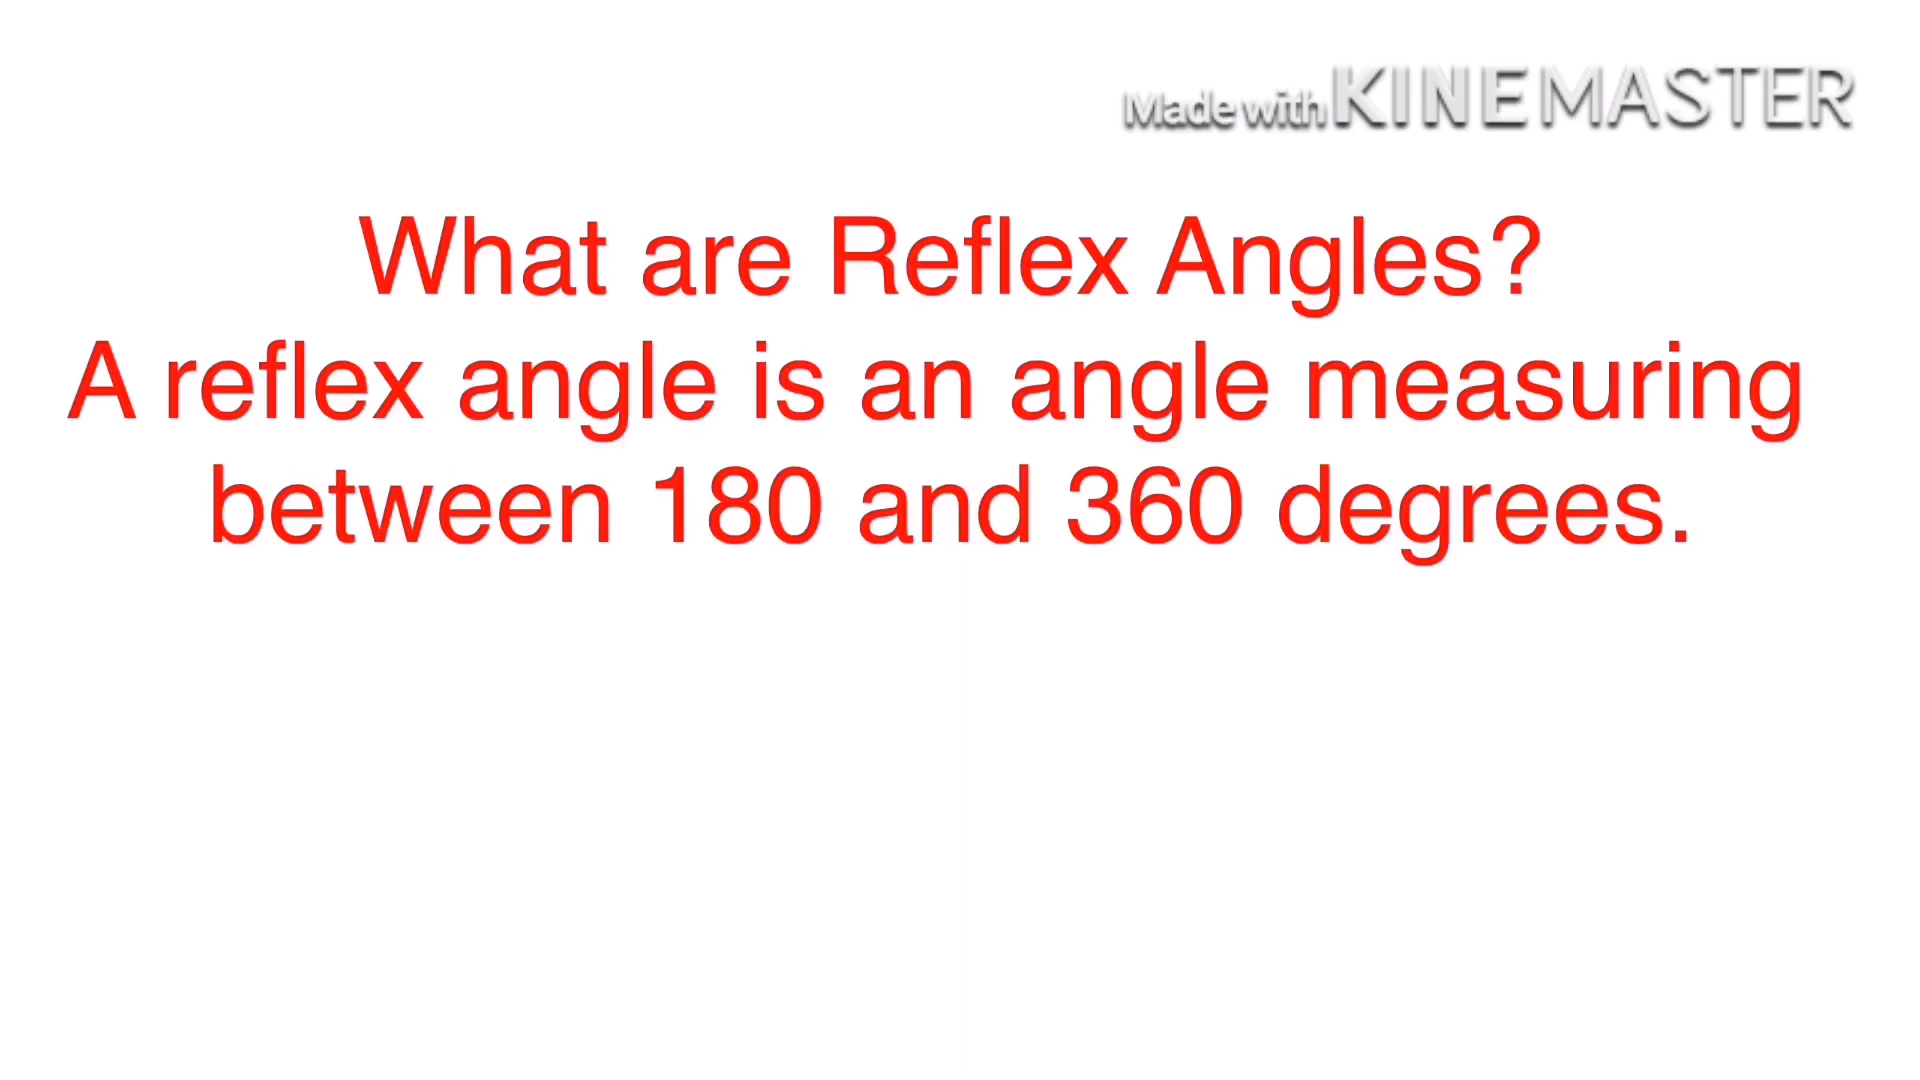 Made with KINEMASTER
What are Reflex Angles?
A reflex angle is an angle measuring
between 180 and 360 degrees.